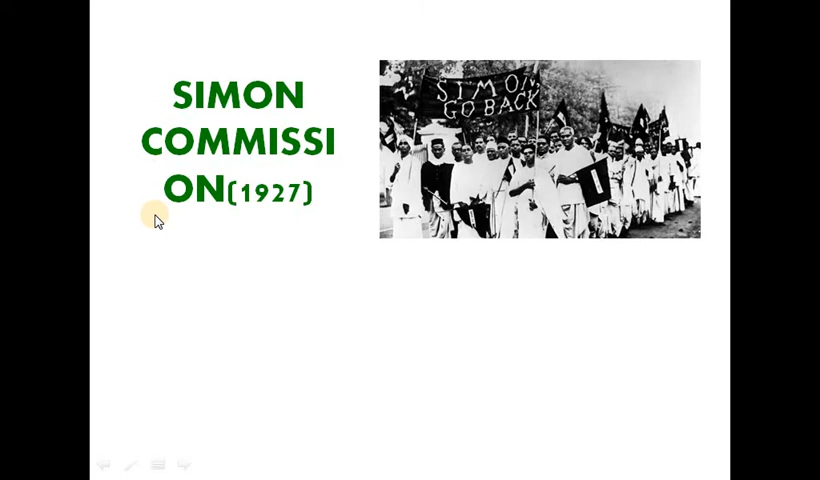 SIMON
COMMISSI
ON(1927)
SIMON
GO BACK